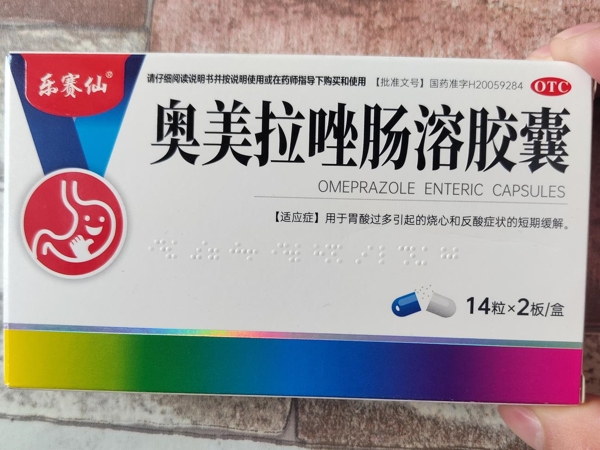 乐赛仙®
请仔细阅读说明书并按说明使用或在药师指导下购买和使用 【批准文号】国药准字H20059284 OTC
奥美拉唑肠溶胶囊
OMEPRAZOLE ENTERIC CAPSULES
【适应症】用于胃酸过多引起的烧心和反酸症状的短期缓解。
14粒×2板/盒